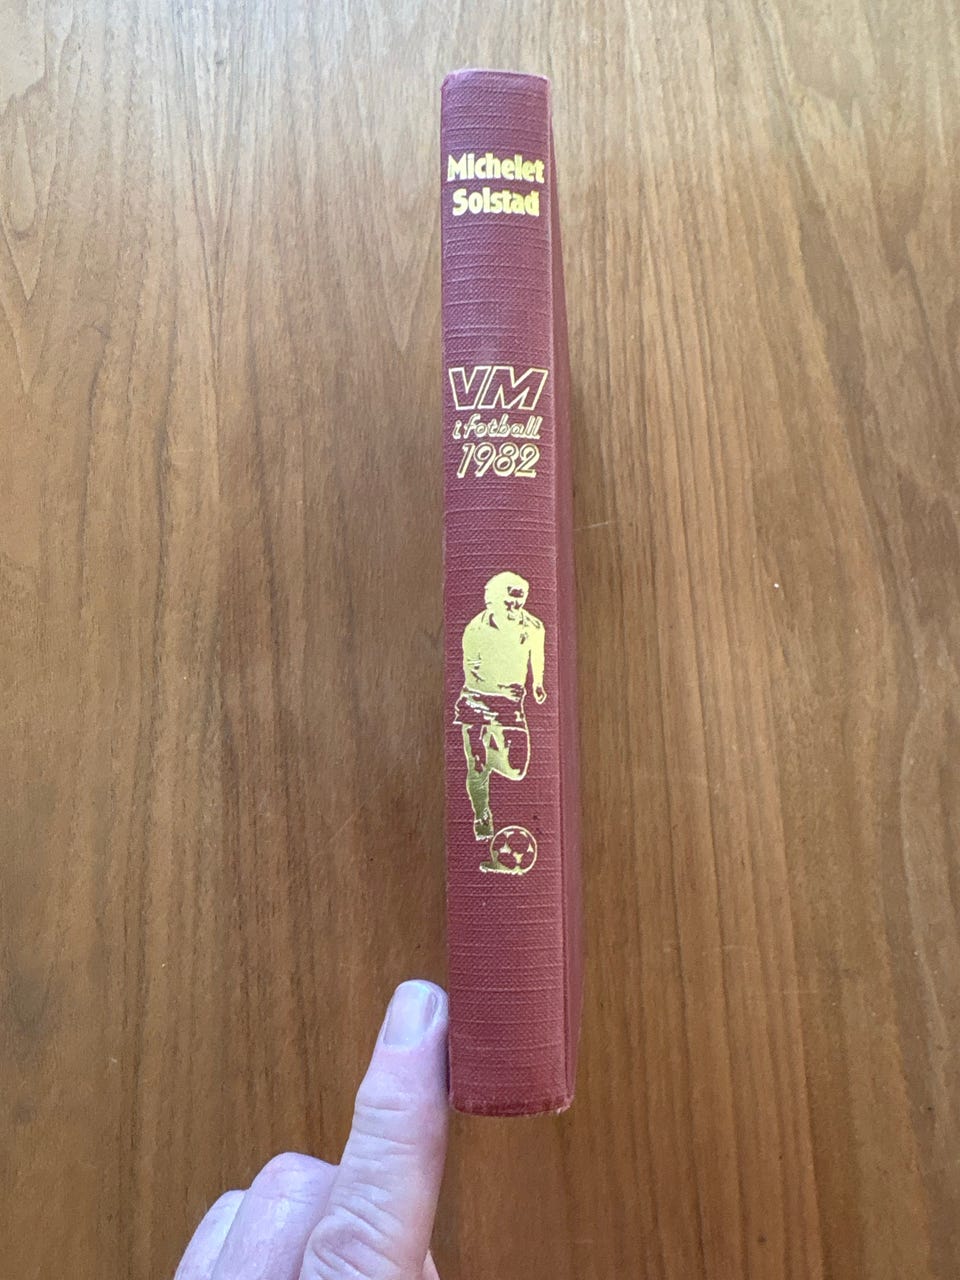 Michelet
Solstad
VM
i fotball
1982